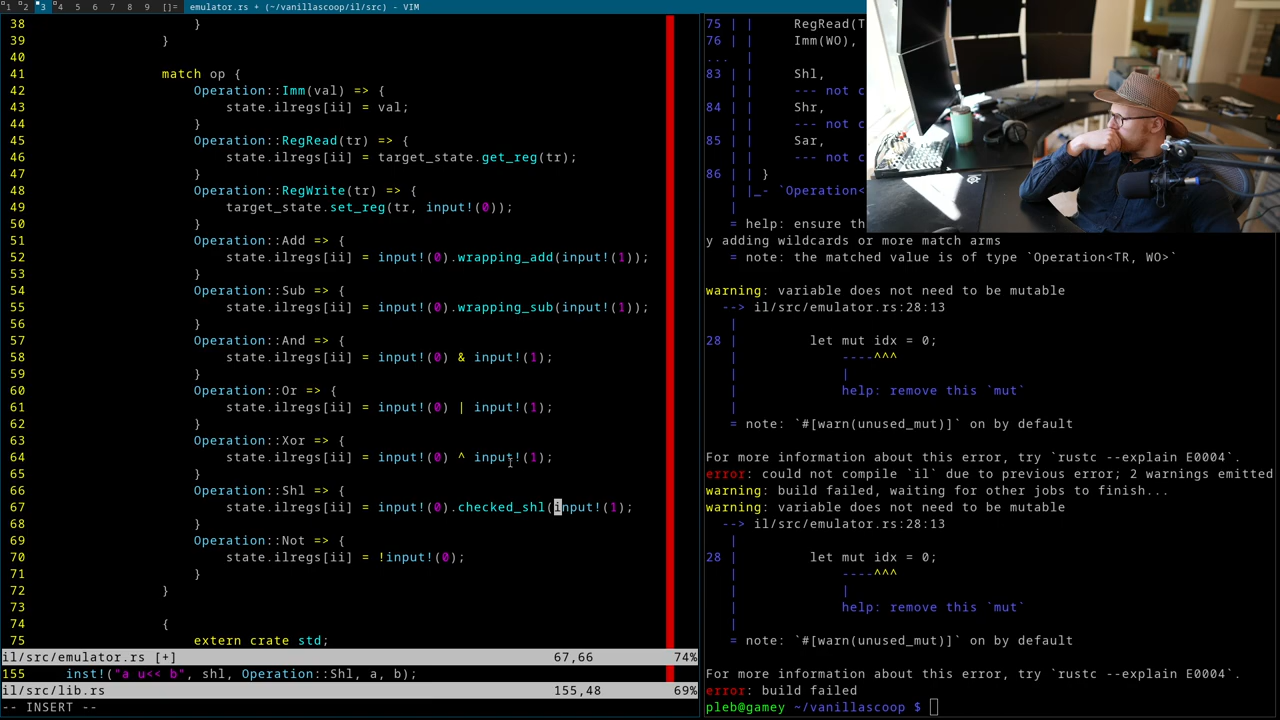 1 2 3 4 5 6 7 8 9 []= emulator.rs + (~/vanillascoop/il/src) - VIM
38 }
39 }
40
41 match op {
42 Operation::Imm(val) => {
43 state.ilregs[ii] = val;
44 }
45 Operation::RegRead(tr) => {
46 state.ilregs[ii] = target_state.get_reg(tr);
47 }
48 Operation::RegWrite(tr) => {
49 target_state.set_reg(tr, input!(0));
50 }
51 Operation::Add => {
52 state.ilregs[ii] = input!(0).wrapping_add(input!(1));
53 }
54 Operation::Sub => {
55 state.ilregs[ii] = input!(0).wrapping_sub(input!(1));
56 }
57 Operation::And => {
58 state.ilregs[ii] = input!(0) & input!(1);
59 }
60 Operation::Or => {
61 state.ilregs[ii] = input!(0) | input!(1);
62 }
63 Operation::Xor => {
64 state.ilregs[ii] = input!(0) ^ input!(1);
65 }
66 Operation::Shl => {
67 state.ilregs[ii] = input!(0).checked_shl(input!(1);
68 }
69 Operation::Not => {
70 state.ilregs[ii] = !input!(0);
71 }
72 }
73
74 {
75 extern crate std;
il/src/emulator.rs [+] 67,66 74%
155 inst!("a u<< b", shl, Operation::Shl, a, b);
il/src/lib.rs 155,48 69%
-- INSERT --
75 | | RegRead(T
76 | | Imm(WO),
... |
83 | | Shl,
| | --- not c
84 | | Shr,
| | --- not c
85 | | Sar,
| | --- not c
86 | | }
| |_- `Operation<
|
= help: ensure th
y adding wildcards or more match arms
= note: the matched value is of type `Operation<TR, WO>`
warning: variable does not need to be mutable
--> il/src/emulator.rs:28:13
|
28 | let mut idx = 0;
| ----^^^
| |
| help: remove this `mut`
|
= note: `#[warn(unused_mut)]` on by default
For more information about this error, try `rustc --explain E0004`.
error: could not compile `il` due to previous error; 2 warnings emitted
warning: build failed, waiting for other jobs to finish...
warning: variable does not need to be mutable
--> il/src/emulator.rs:28:13
|
28 | let mut idx = 0;
| ----^^^
| |
| help: remove this `mut`
|
= note: `#[warn(unused_mut)]` on by default
For more information about this error, try `rustc --explain E0004`.
error: build failed
pleb@gamey ~/vanillascoop $